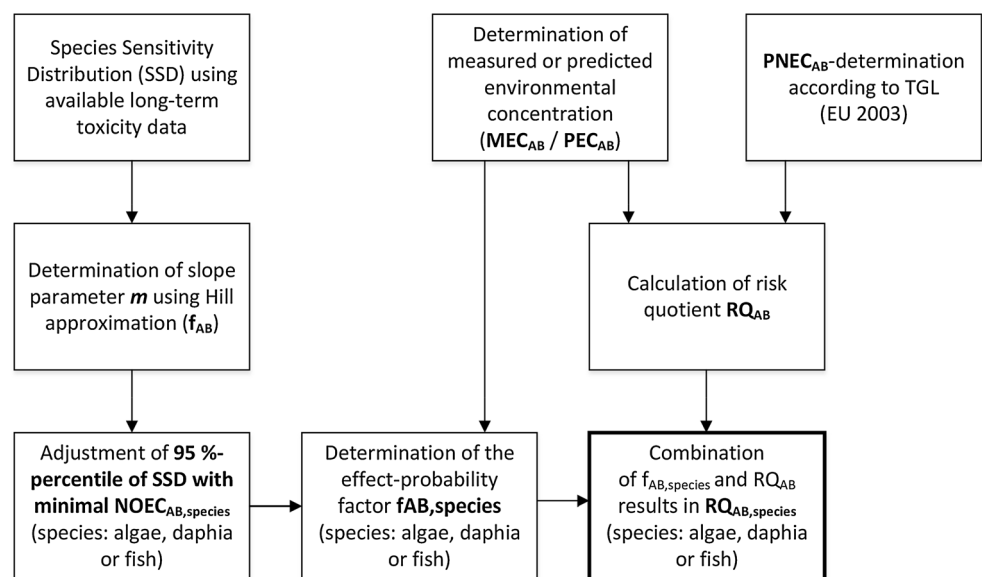 Species Sensitivity
Distribution (SSD) using
available long-term
toxicity data
Determination of
measured or predicted
environmental
concentration
(MECAB / PECAB)
PNECAB-determination
according to TGL
(EU 2003)
Determination of slope
parameter m using Hill
approximation (fAB)
Calculation of risk
quotient RQAB
Adjustment of 95 %-
percentile of SSD with
minimal NOECAB,species
(species: algae, daphia
or fish)
Determination of the
effect-probability
factor fAB,species
(species: algae, daphia
or fish)
Combination
of fAB,species and RQAB
results in RQAB,species
(species: algae, daphia
or fish)